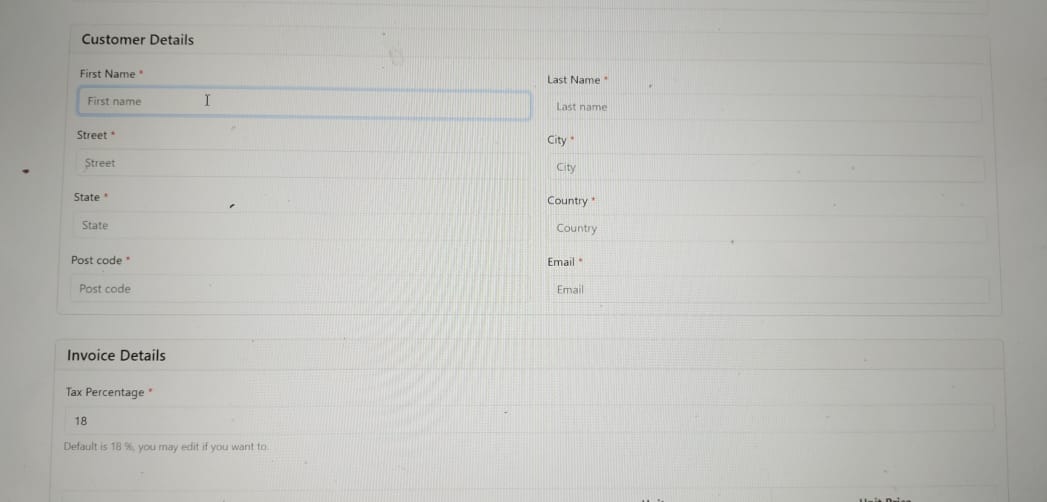 Customer Details
First Name * Last Name *
First name Last name
Street * City *
Street City
State * Country *
State Country
Post code * Email *
Post code Email
Invoice Details
Tax Percentage *
18
Default is 18 %, you may edit if you want to.
Unit Price